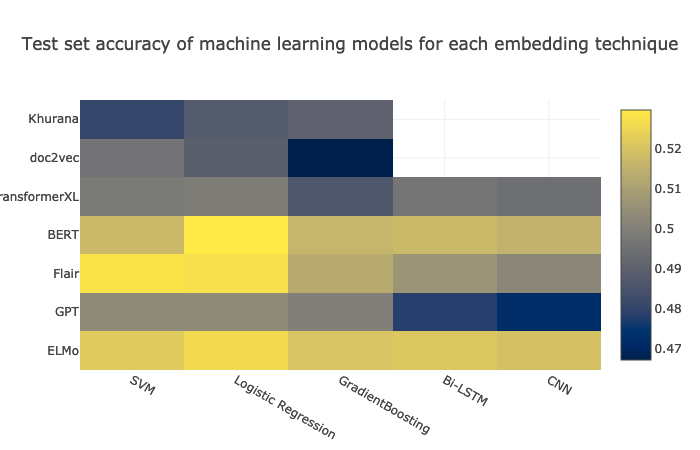 Test set accuracy of machine learning models for each embedding technique
Khurana
doc2vec
ransformerXL
BERT
Flair
GPT
ELMo
SVM
Logistic Regression
GradientBoosting
Bi-LSTM
CNN
0.52
0.51
0.5
0.49
0.48
0.47